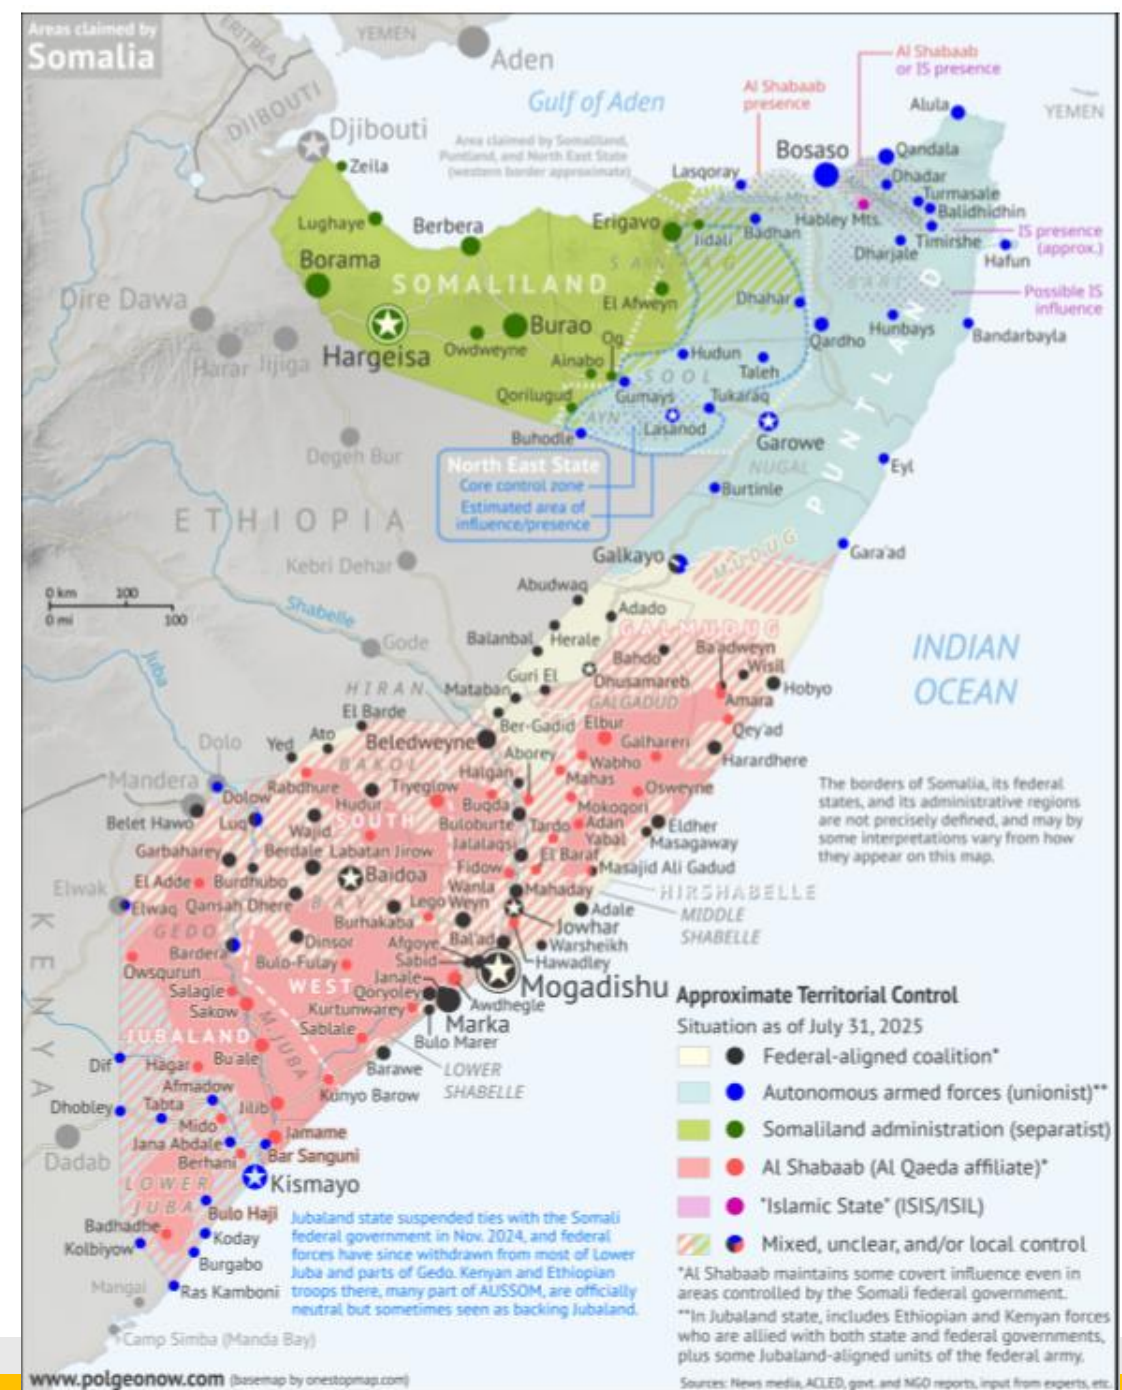 Areas claimed by
Somalia
ERITREA
YEMEN
Aden
DJIBOUTI
Djibouti
Gulf of Aden
Al Shabaab
or IS presence
Al Shabaab
presence
Area claimed by Somaliland,
Puntland, and North East State
(western border approximate)
Alula
YEMEN
Zeila
Bosaso
Qandala
Lasqoray
Dhadar
Turmasale
Balidhidhin
Habley Mts.
Lughaye
Berbera
Erigavo
Jidali
Badhan
Timirshe
IS presence
(approx.)
Dharjale
Hafun
Borama
SANAAG
SOMALILAND
BARI
Possible IS
influence
Dire Dawa
El Afweyn
Dhahar
Burao
Hunbays
Bandarbayla
Harar
Jijiga
Hargeisa
Owdweyne
Og
Qardho
Ainabo
Hudun
Taleh
SOOL
PUNTLAND
Qorilugud
Gumays
Tukaraq
AYN
Lasanod
Buhodle
Garowe
Degeh Bur
North East State
Core control zone
Estimated area of
influence/presence
NUGAL
Eyl
Burtinle
ETHIOPIA
Galkayo
MUDUG
Gara'ad
Kebri Dehar
Abudwaq
0 km 100
0 mi 100
Shabelle
Adado
GALMUDUG
Balanbal
Herale
Gode
Juba
Bahdo
Ba'adweyn
Wisil
INDIAN
OCEAN
Guri El
Dhusamareb
Hobyo
HIRAN
Mataban
GALGADUD
Amara
El Barde
Ber-Gadid
Elbur
Qey'ad
Ato
Yed
Beledweyne
Galhareri
Dolo
BAKOL
Aborey
Wabho
Harardhere
Mandera
Rabdhure
Tiyeglow
Halgan
Mahas
Osweyne
Dolow
Hudur
Buqda
Mokoqori
Belet Hawo
Luq
Wajid
SOUTH
Buloburte
Tardo
Adan
Yabal
Eldher
Masagaway
The borders of Somalia, its federal
states, and its administrative regions
are not precisely defined, and may by
some interpretations vary from how
they appear on this map.
Garbaharey
Berdale
Labatan Jirow
Jalalaqsi
El Baraf
El Adde
Burdhubo
Baidoa
Fidow
Masajid Ali Gadud
Elwak
Elwaq
Qansah Dhere
BAY
Wanla
Weyn
Mahaday
HIRSHABELLE
Lego
GEDO
Burhakaba
Adale
MIDDLE
SHABELLE
Jowhar
Bardera
Dinsor
Afgoye
Bal'ad
Warsheikh
Owsqurun
Bulo-Fulay
Sabid
Hawadley
Salagle
WEST
Janale
Mogadishu
Sakow
Qoryoley
Awdhegle
KENYA
Kurtunwarey
Marka
JUBALAND
M. JUBA
Sablale
Bulo Marer
Dif
Hagar
Bu'ale
Barawe
LOWER
SHABELLE
Afmadow
Dhobley
Tabta
Jilib
Kunyo Barow
Mido
Jamame
Dadab
Jana Abdale
Bar Sanguni
Berhani
LOWER
JUBA
Kismayo
Badhadhe
Bulo Haji
Kolbiyow
Koday
Burgabo
Mangai
Ras Kamboni
Camp Simba (Manda Bay)
Jubaland state suspended ties with the Somali
federal government in Nov. 2024, and federal
forces have since withdrawn from most of Lower
Juba and parts of Gedo. Kenyan and Ethiopian
troops there, many part of AUSSOM, are officially
neutral but sometimes seen as backing Jubaland.
Approximate Territorial Control
Situation as of July 31, 2025
Federal-aligned coalition*
Autonomous armed forces (unionist)**
Somaliland administration (separatist)
Al Shabaab (Al Qaeda affiliate)*
"Islamic State" (ISIS/ISIL)
Mixed, unclear, and/or local control
*Al Shabaab maintains some covert influence even in
areas controlled by the Somali federal government.
**In Jubaland state, includes Ethiopian and Kenyan forces
who are allied with both state and federal governments,
plus some Jubaland-aligned units of the federal army.
Sources: News media, ACLED, govt. and NGO reports, input from experts, etc.
www.polgeonow.com (basemap by onestopmap.com)